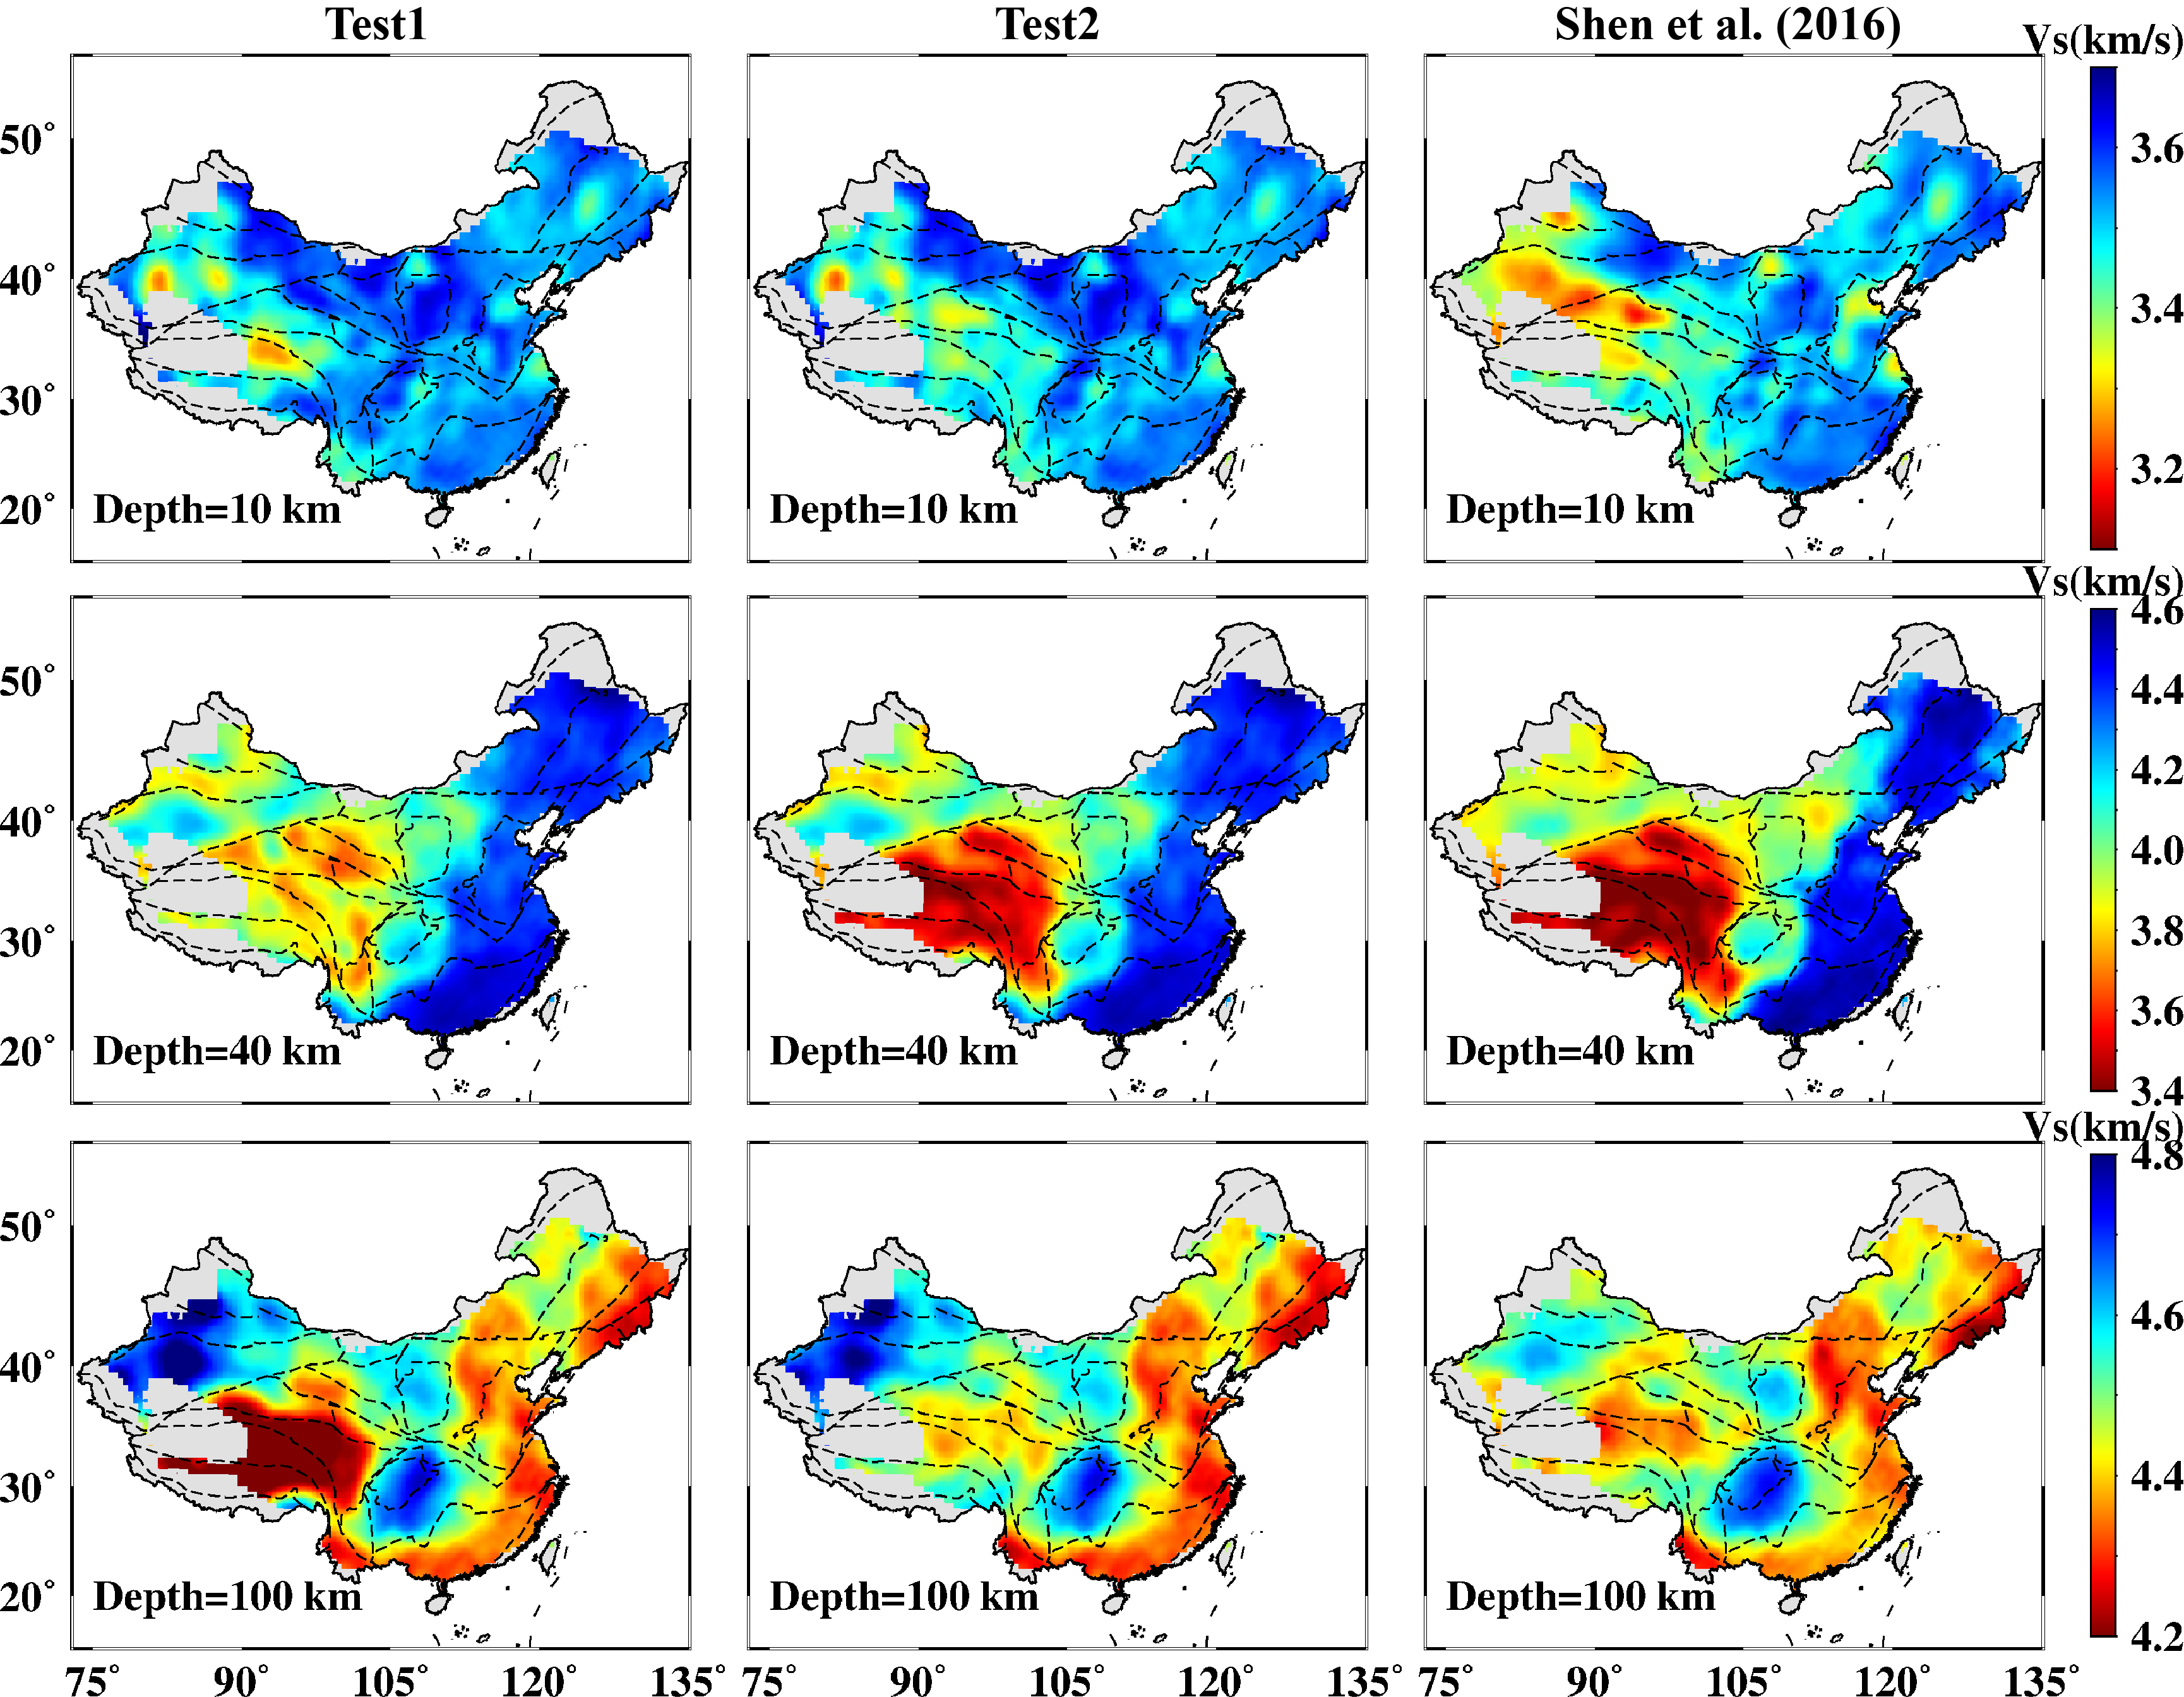 Test1 Test2 Shen et al. (2016)
Vs(km/s)
50° 3.6
40° 3.4
30° 3.2
20° Depth=10 km Depth=10 km Depth=10 km
Vs(km/s)
4.6
50° 4.4
4.2
40° 4.0
30° 3.8
3.6
20° Depth=40 km Depth=40 km Depth=40 km
3.4
Vs(km/s)
4.8
50°
4.6
40°
30° 4.4
20° Depth=100 km Depth=100 km Depth=100 km
4.2
75° 90° 105° 120° 135° 75° 90° 105° 120° 135° 75° 90° 105° 120° 135°